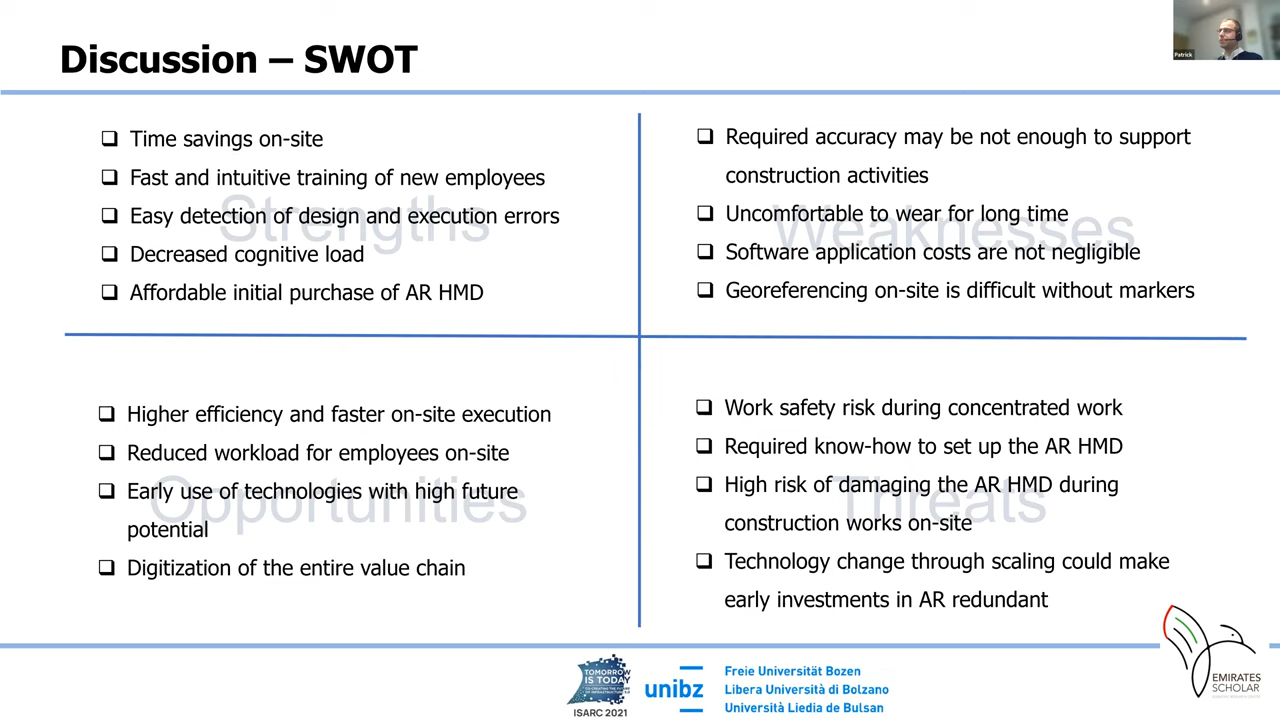 Discussion – SWOT
Patrick
Strengths
❑ Time savings on-site
❑ Fast and intuitive training of new employees
❑ Easy detection of design and execution errors
❑ Decreased cognitive load
❑ Affordable initial purchase of AR HMD
Weaknesses
❑ Required accuracy may be not enough to support
construction activities
❑ Uncomfortable to wear for long time
❑ Software application costs are not negligible
❑ Georeferencing on-site is difficult without markers
Opportunities
❑ Higher efficiency and faster on-site execution
❑ Reduced workload for employees on-site
❑ Early use of technologies with high future
potential
❑ Digitization of the entire value chain
Threats
❑ Work safety risk during concentrated work
❑ Required know-how to set up the AR HMD
❑ High risk of damaging the AR HMD during
construction works on-site
❑ Technology change through scaling could make
early investments in AR redundant
TOMORROW
IS TODAY
ISARC 2021
unibz
Freie Universität Bozen
Libera Università di Bolzano
Università Liedia de Bulsan
EMIRATES
SCHOLAR